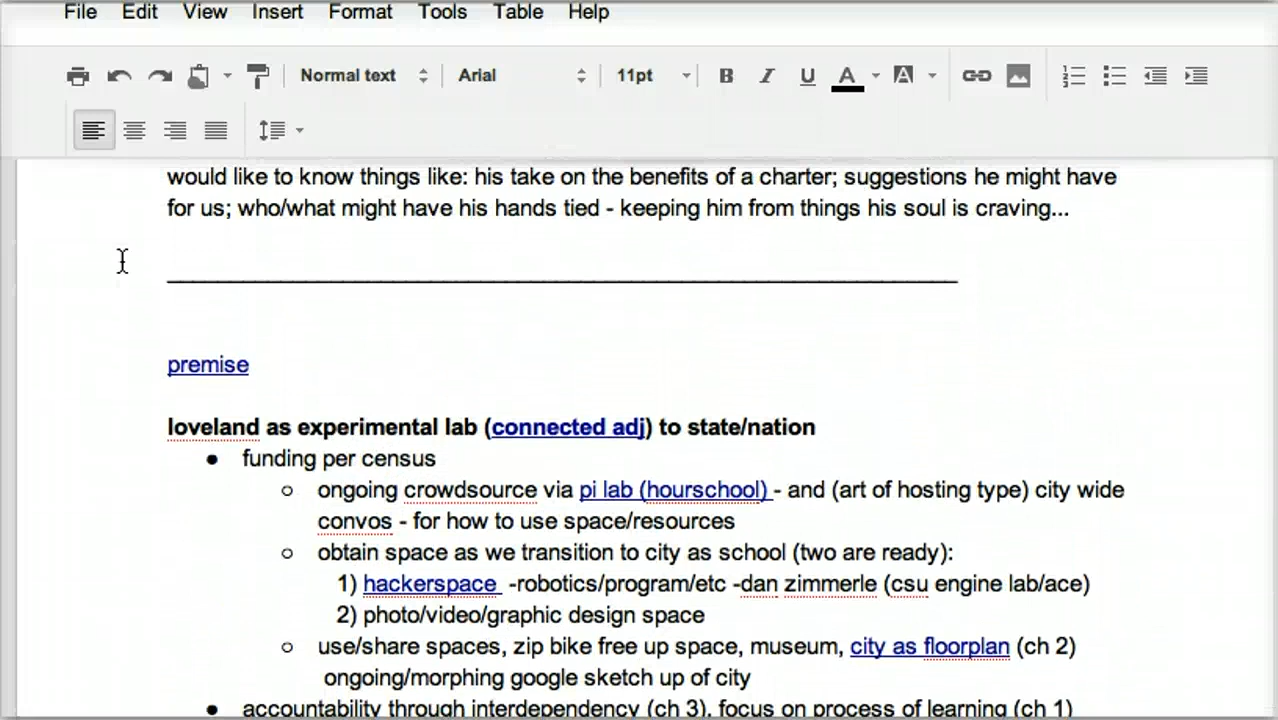 File Edit View Insert Format Tools Table Help
Normal text Arial 11pt B I U A A
would like to know things like: his take on the benefits of a charter; suggestions he might have
for us; who/what might have his hands tied - keeping him from things his soul is craving...
premise
loveland as experimental lab (connected adj) to state/nation
● funding per census
○ ongoing crowdsource via pi lab (hourschool) - and (art of hosting type) city wide
convos - for how to use space/resources
○ obtain space as we transition to city as school (two are ready):
1) hackerspace -robotics/program/etc -dan zimmerle (csu engine lab/ace)
2) photo/video/graphic design space
○ use/share spaces, zip bike free up space, museum, city as floorplan (ch 2)
ongoing/morphing google sketch up of city
● accountability through interdependency (ch 3), focus on process of learning (ch 1)